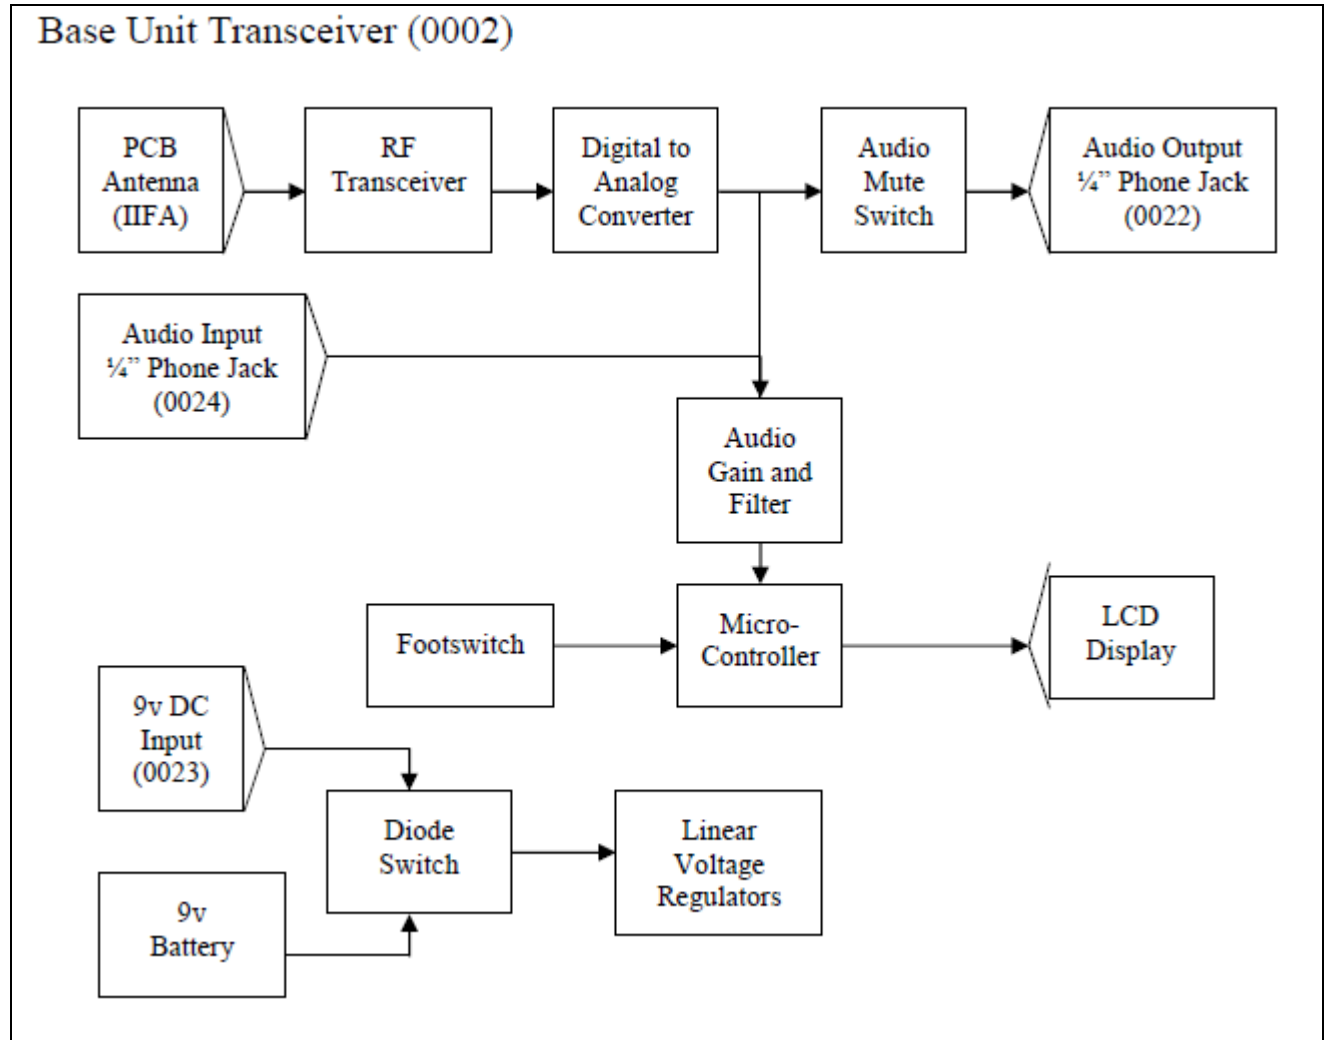 Base Unit Transceiver (0002)
PCB
Antenna
(IIFA)
RF
Transceiver
Digital to
Analog
Converter
Audio
Mute
Switch
Audio Output
¼” Phone Jack
(0022)
Audio Input
¼” Phone Jack
(0024)
Audio
Gain and
Filter
Footswitch
Micro-
Controller
LCD
Display
9v DC
Input
(0023)
Diode
Switch
Linear
Voltage
Regulators
9v
Battery